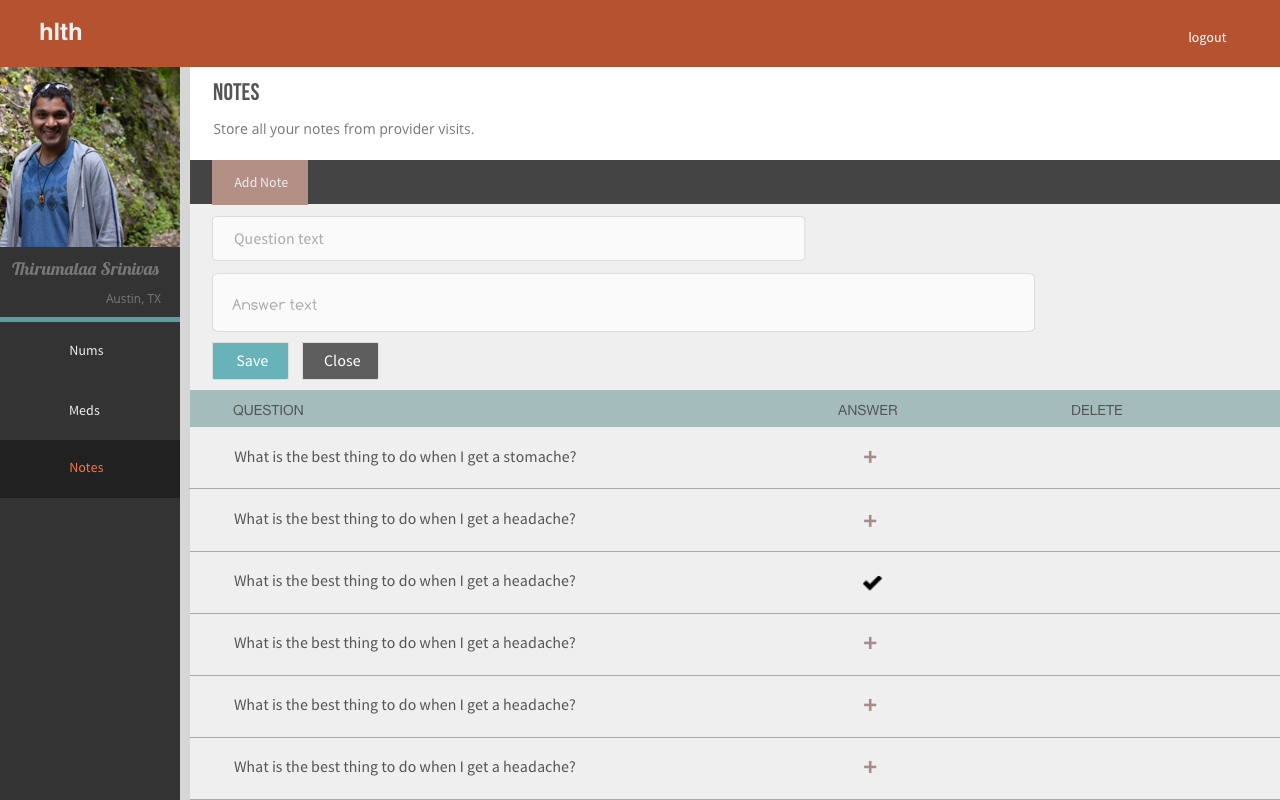 hlth
logout
NOTES
Store all your notes from provider visits.
Add Note
Thirumalaa Srinivas
Austin, TX
Nums
Meds
Notes
Question text
Answer text
Save Close
QUESTION ANSWER DELETE
What is the best thing to do when I get a stomache? +
What is the best thing to do when I get a headache? +
What is the best thing to do when I get a headache? ✔
What is the best thing to do when I get a headache? +
What is the best thing to do when I get a headache? +
What is the best thing to do when I get a headache? +